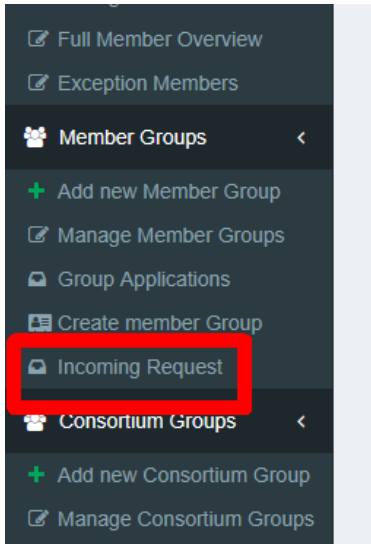 Full Member Overview
Exception Members
Member Groups
Add new Member Group
Manage Member Groups
Group Applications
Create member Group
Incoming Request
Consortium Groups
Add new Consortium Group
Manage Consortium Groups